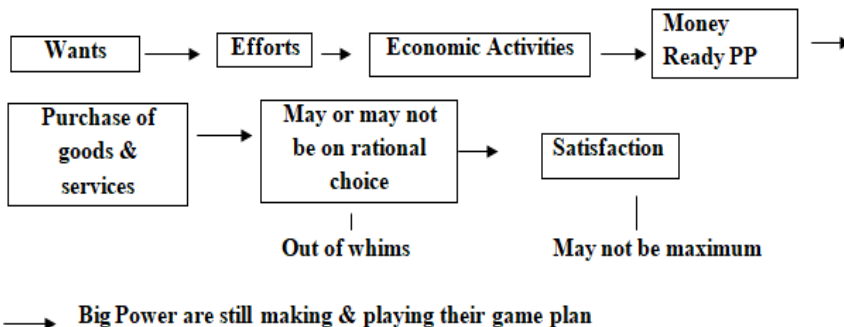 Wants
Efforts
Economic Activities
Money
Ready PP
Purchase of
goods &
services
May or may not
be on rational
choice
Satisfaction
Out of whims
May not be maximum
Big Power are still making & playing their game plan